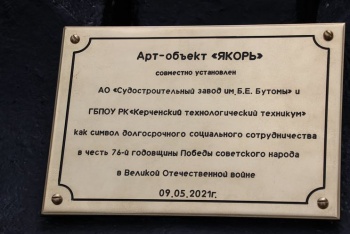 Арт-объект «ЯКОРЬ»
совместно установлен
АО «Судостроительный завод им.Б.Е. Бутомы» и
ГБПОУ РК«Керченский технологический техникум»
как символ долгосрочного социального сотрудничества
в честь 76-й годовщины Победы советского народа
в Великой Отечественной войне
09.05.2021г.